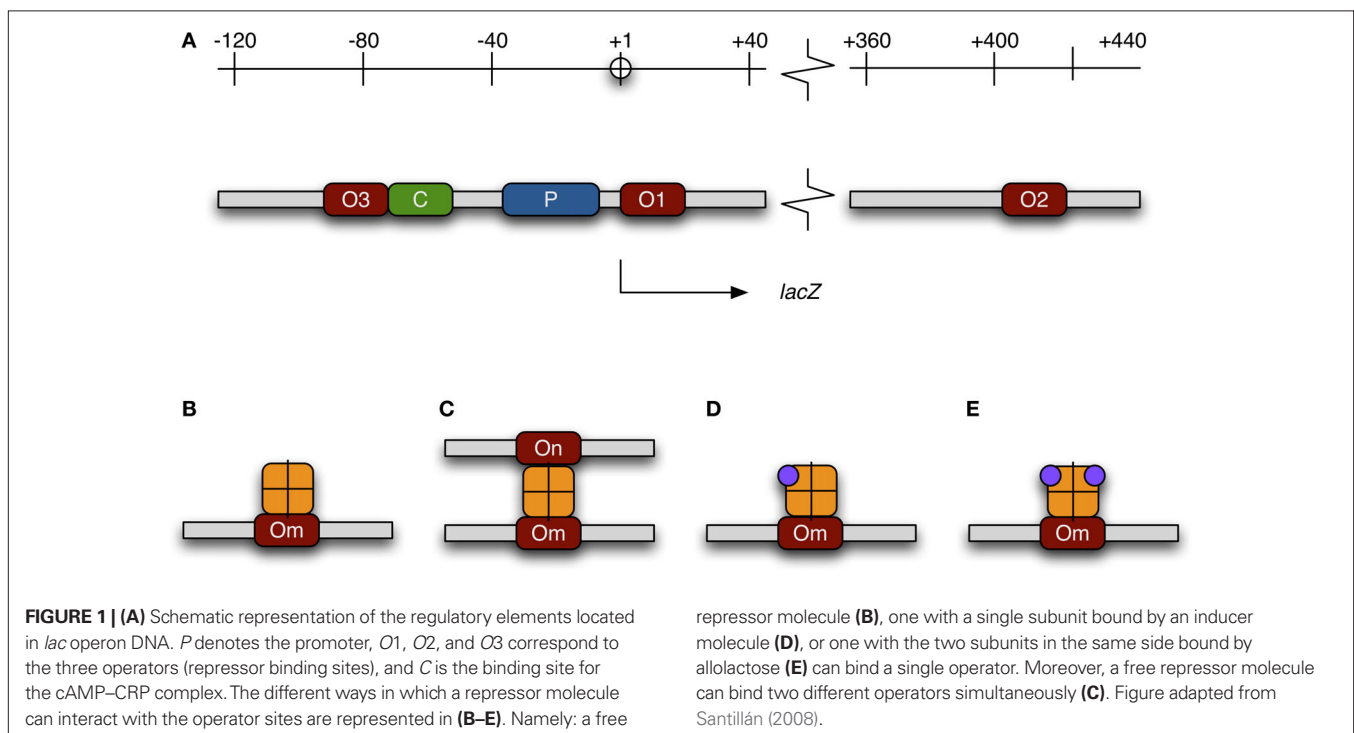 A -120 -80 -40 +1 +40 +360 +400 +440
O3 C P O1 O2
lacZ
B C D E
On
Om Om Om Om
FIGURE 1 | (A) Schematic representation of the regulatory elements located
in lac operon DNA. P denotes the promoter, O1, O2, and O3 correspond to
the three operators (repressor binding sites), and C is the binding site for
the cAMP–CRP complex. The different ways in which a repressor molecule
can interact with the operator sites are represented in (B–E). Namely: a free
repressor molecule (B), one with a single subunit bound by an inducer
molecule (D), or one with the two subunits in the same side bound by
allolactose (E) can bind a single operator. Moreover, a free repressor molecule
can bind two different operators simultaneously (C). Figure adapted from
Santillán (2008).